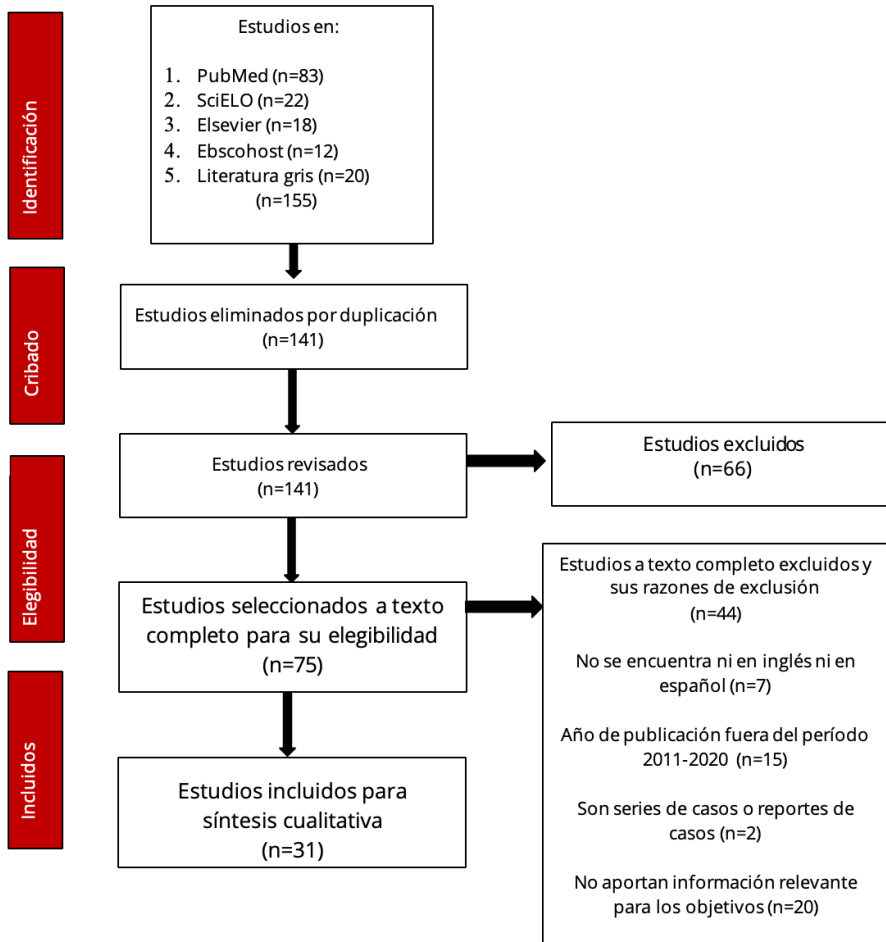 Identificación
Estudios en:
1. PubMed (n=83)
2. SciELO (n=22)
3. Elsevier (n=18)
4. Ebscohost (n=12)
5. Literatura gris (n=20)
(n=155)
Cribado
Estudios eliminados por duplicación
(n=141)
Estudios revisados
(n=141)
Estudios excluidos
(n=66)
Elegibilidad
Estudios seleccionados a texto
completo para su elegibilidad
(n=75)
Estudios a texto completo excluidos y
sus razones de exclusión
(n=44)
No se encuentra ni en inglés ni en
español (n=7)
Año de publicación fuera del período
2011-2020 (n=15)
Son series de casos o reportes de
casos (n=2)
No aportan información relevante
para los objetivos (n=20)
Incluidos
Estudios incluidos para
síntesis cualitativa
(n=31)